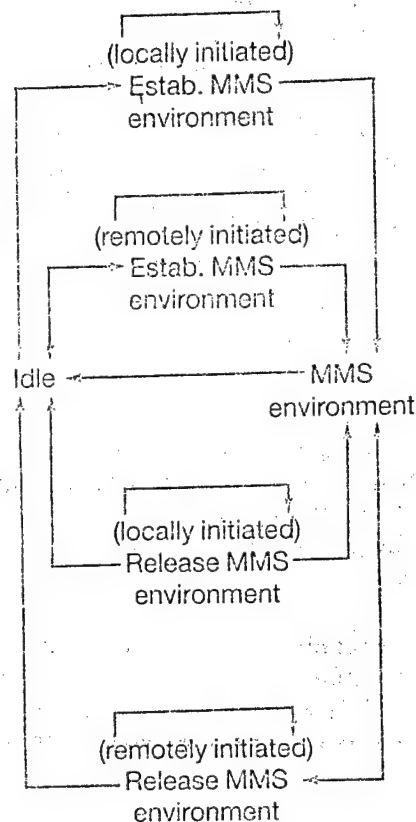 (locally initiated)
Estab. MMS
environment
(remotely initiated)
Estab. MMS
environment
Idle
MMS
environment
(locally initiated)
Release MMS
environment
(remotely initiated)
Release MMS
environment